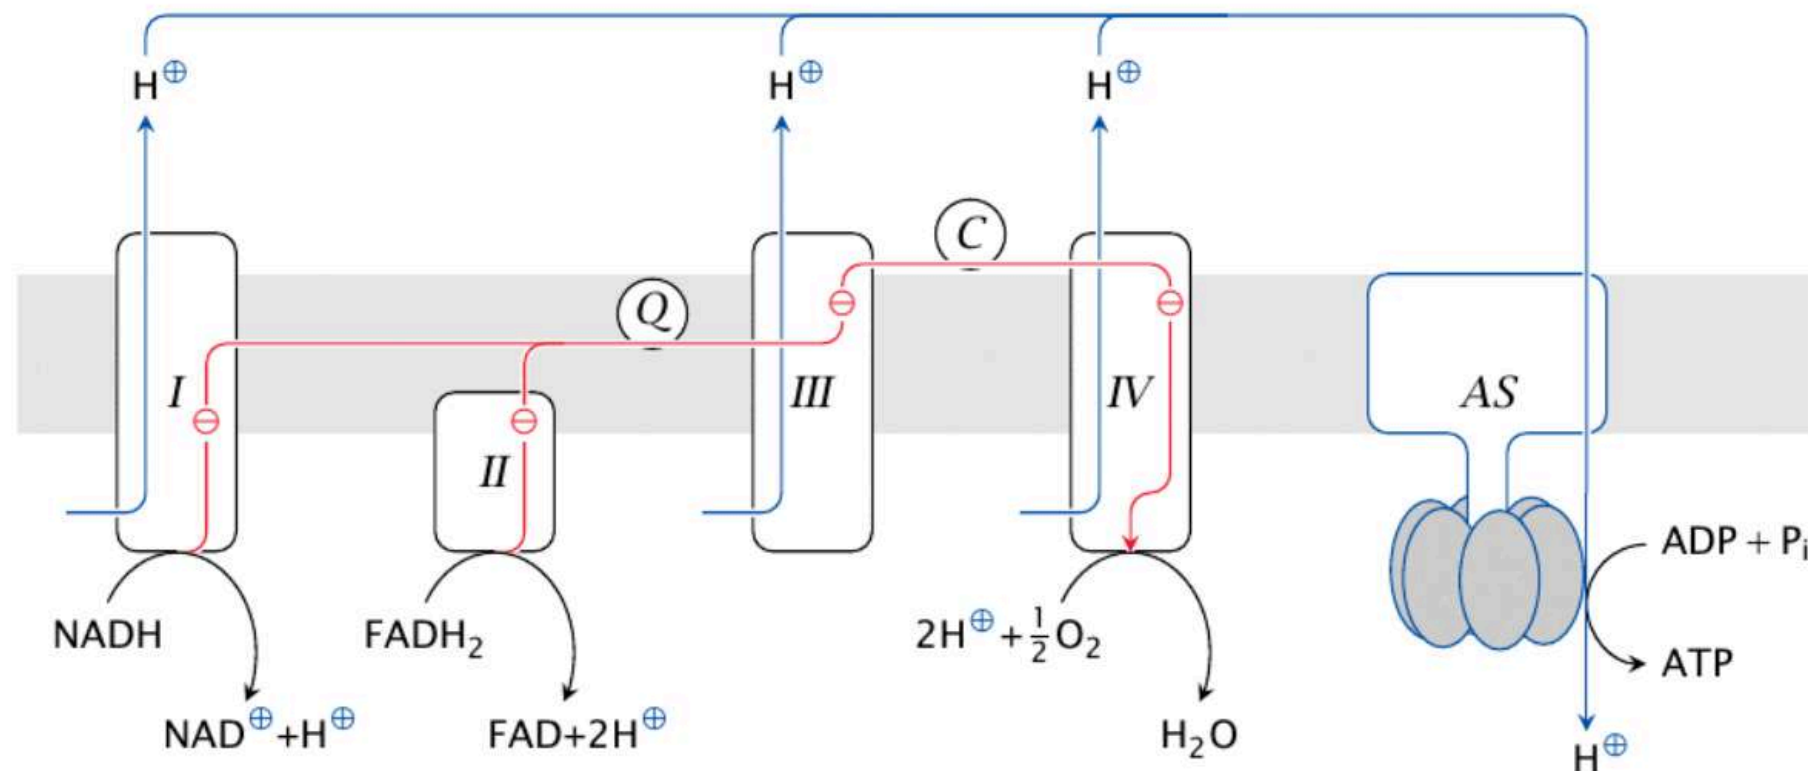 H⊕ H⊕ H⊕
C
Q
I III IV AS
II
ADP + Pi
NADH FADH₂ 2H⊕ + ½O₂
ATP
NAD⊕+H⊕ FAD+2H⊕ H₂O
H⊕